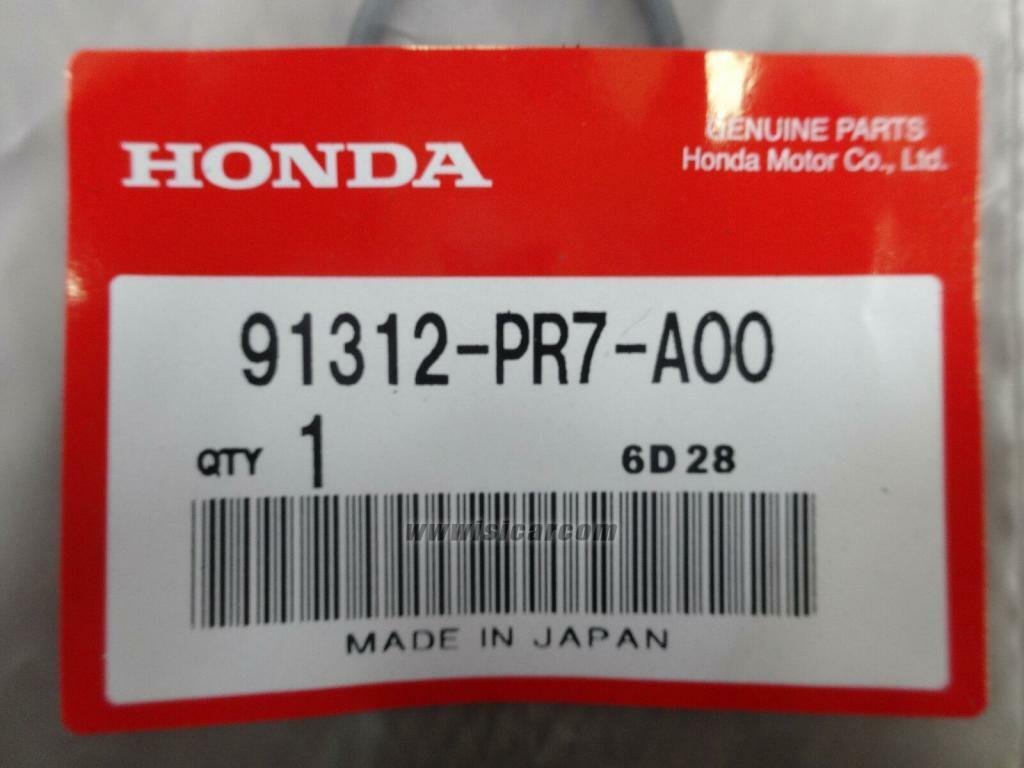 HONDA
GENUINE PARTS
Honda Motor Co., Ltd.
91312-PR7-A00
QTY 1
6D 28
www.isjcar.com
MADE IN JAPAN